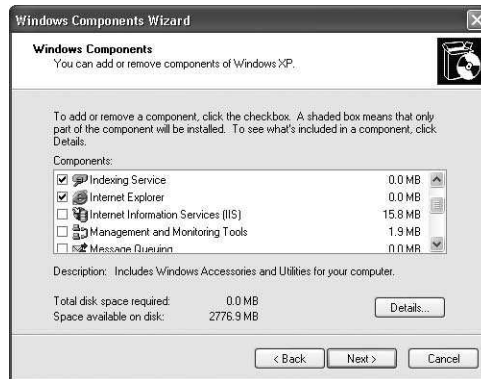 Windows Components Wizard
Windows Components
You can add or remove components of Windows XP.
To add or remove a component, click the checkbox. A shaded box means that only
part of the component will be installed. To see what's included in a component, click
Details.
Components:
Indexing Service 0.0 MB
Internet Explorer 0.0 MB
Internet Information Services (IIS) 15.8 MB
Management and Monitoring Tools 1.9 MB
Message Queuing 0.0 MB
Description: Includes Windows Accessories and Utilities for your computer.
Total disk space required: 0.0 MB
Space available on disk: 2776.9 MB
Details...
< Back Next > Cancel